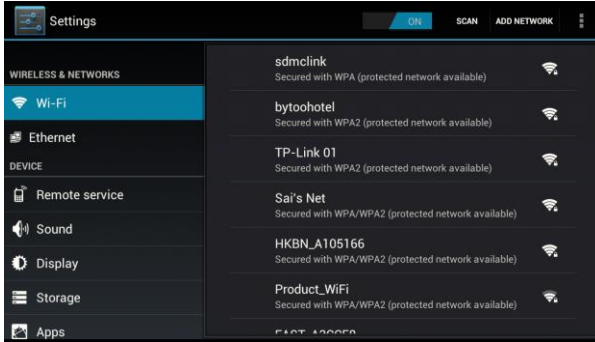 Settings
ON
SCAN
ADD NETWORK
WIRELESS & NETWORKS
Wi-Fi
Ethernet
DEVICE
Remote service
Sound
Display
Storage
Apps
sdmclink
Secured with WPA (protected network available)
bytoohotel
Secured with WPA2 (protected network available)
TP-Link 01
Secured with WPA2 (protected network available)
Sai's Net
Secured with WPA/WPA2 (protected network available)
HKBN_A105166
Secured with WPA/WPA2 (protected network available)
Product_WiFi
Secured with WPA/WPA2 (protected network available)